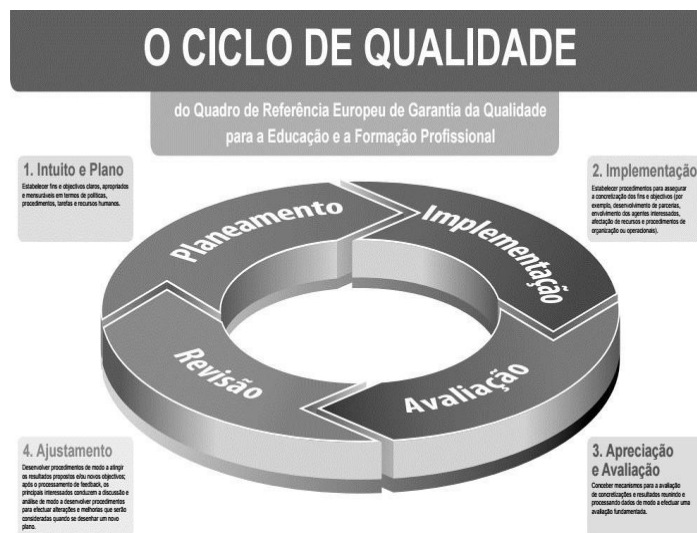 O CICLO DE QUALIDADE
do Quadro de Referência Europeu de Garantia da Qualidade
para a Educação e a Formação Profissional
1. Intuito e Plano
Estabelecer fins e objectivos claros, apropriados
e mensuráveis em termos de políticas,
procedimentos, tarefas e recursos humanos.
2. Implementação
Estabelecer procedimentos para assegurar
a concretização dos fins e objectivos (por
exemplo, desenvolvimento de parcerias,
envolvimento dos agentes interessados,
afectação de recursos e procedimentos de
organização ou operacionais).
Planeamento
Implementação
Revisão
Avaliação
4. Ajustamento
Desenvolver procedimentos de modo a atingir
os resultados propostos e/ou novos objectivos;
após o processamento de feedback, os
principais interessados conduzem a discussão e
análise de modo a desenvolver procedimentos
para efectuar alterações e melhorias que serão
consideradas quando se desenhar um novo
plano.
3. Apreciação
e Avaliação
Conceber mecanismos para a avaliação
de concretizações e resultados reunindo e
processando dados de modo a efectuar uma
avaliação fundamentada.